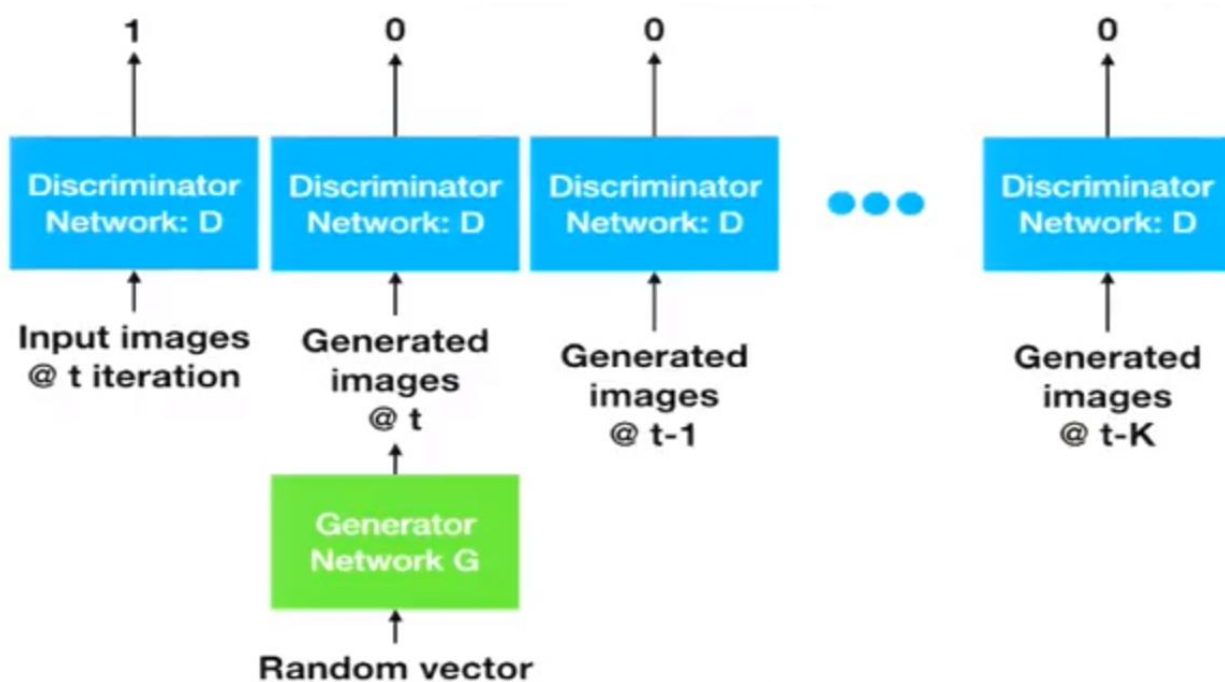 1
0
0
0
Discriminator
Network: D
Discriminator
Network: D
Discriminator
Network: D
Discriminator
Network: D
Input images
@ t iteration
Generated
images
@ t
Generated
images
@ t-1
Generated
images
@ t-K
Generator
Network G
Random vector